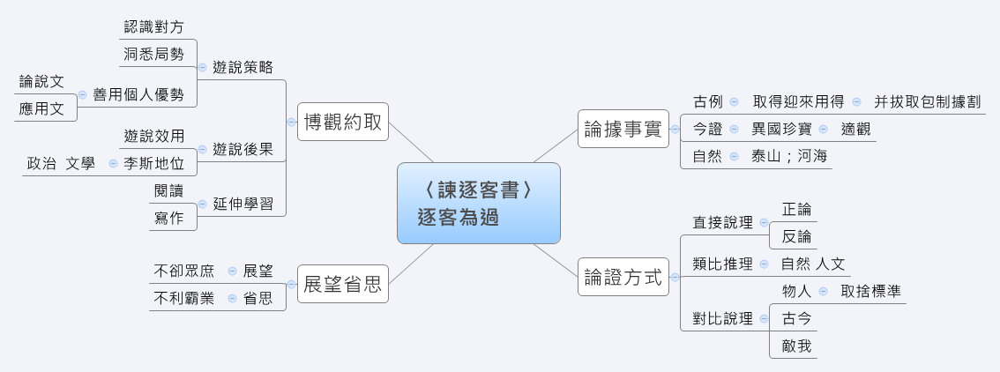 〈諫逐客書〉
逐客為過
論據事實
古例 取得迎來用得 并拔取包制據割
今證 異國珍寶 適觀
自然 泰山；河海
論證方式
直接說理
正論
反論
類比推理 自然 人文
對比說理
物人 取捨標準
古今
敵我
博觀約取
遊說策略
認識對方
洞悉局勢
善用個人優勢
論說文
應用文
遊說後果
遊說效用
李斯地位 政治 文學
延伸學習
閱讀
寫作
展望省思
展望 不卻眾庶
省思 不利霸業